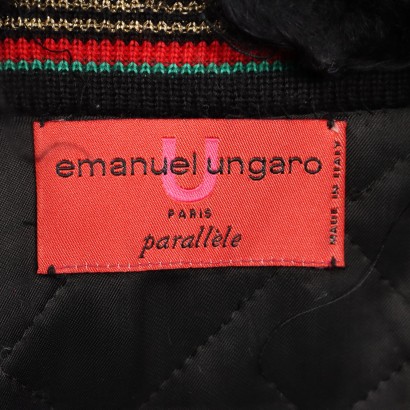 emanuel ungaro
U
PARIS
parallèle
MADE IN ITALY